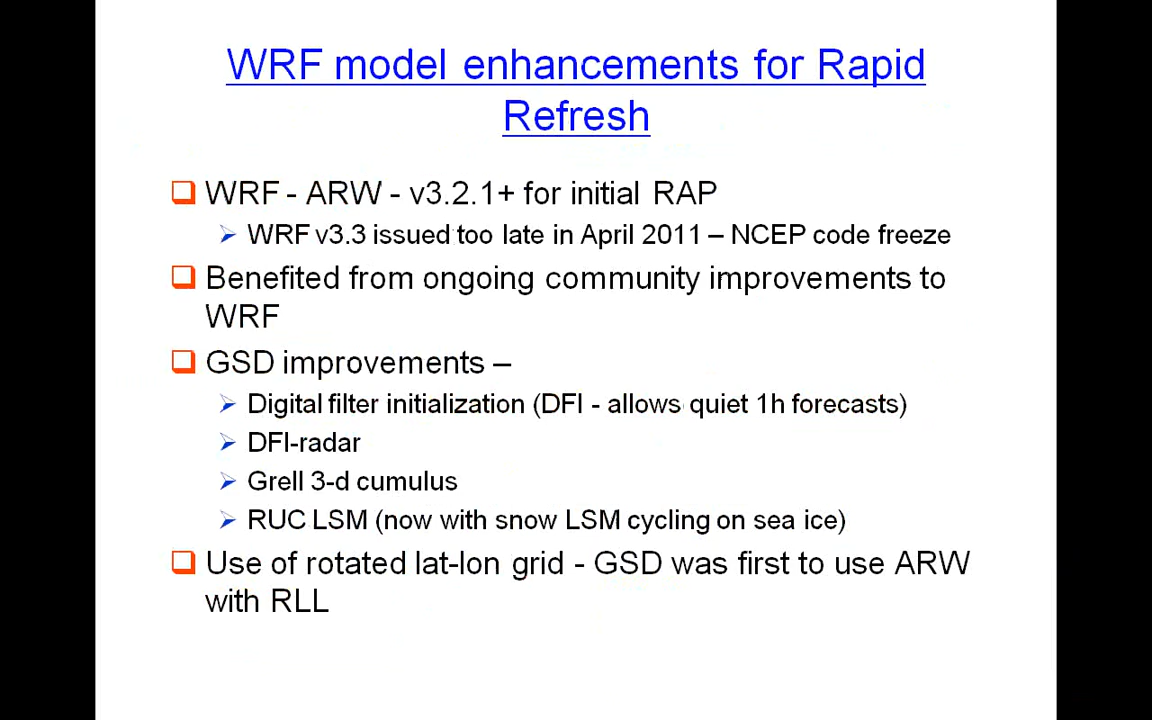 WRF model enhancements for Rapid
Refresh
WRF - ARW - v3.2.1+ for initial RAP
WRF v3.3 issued too late in April 2011 – NCEP code freeze
Benefited from ongoing community improvements to
WRF
GSD improvements –
Digital filter initialization (DFI - allows quiet 1h forecasts)
DFI-radar
Grell 3-d cumulus
RUC LSM (now with snow LSM cycling on sea ice)
Use of rotated lat-lon grid - GSD was first to use ARW
with RLL